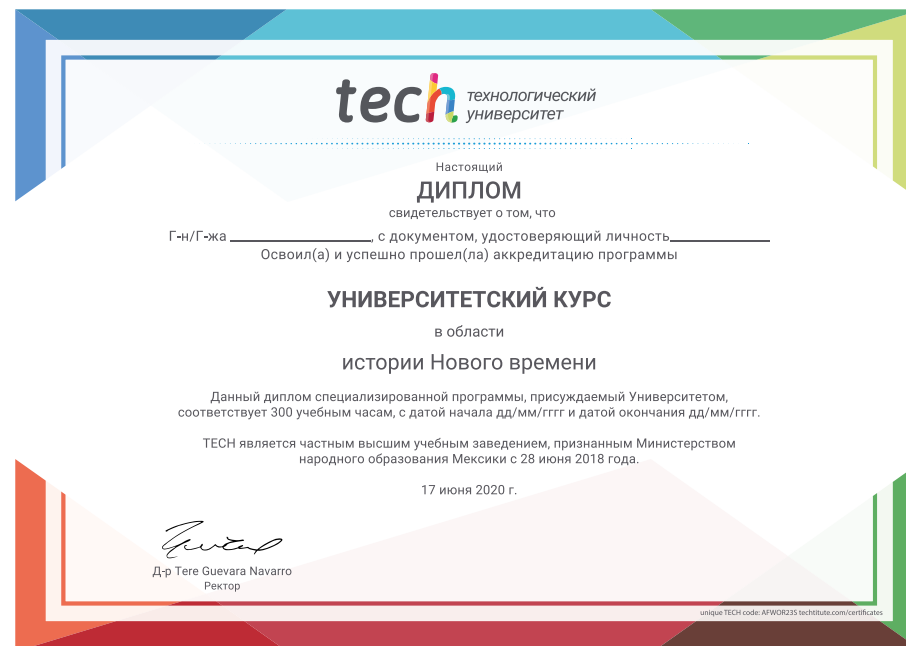 tech технологический
университет
Настоящий
ДИПЛОМ
свидетельствует о том, что
Г-н/Г-жа ____________________, с документом, удостоверяющий личность______________
Освоил(а) и успешно прошел(ла) аккредитацию программы
УНИВЕРСИТЕТСКИЙ КУРС
в области
истории Нового времени
Данный диплом специализированной программы, присуждаемый Университетом,
соответствует 300 учебным часам, с датой начала дд/мм/гггг и датой окончания дд/мм/гггг.
TECH является частным высшим учебным заведением, признанным Министерством
народного образования Мексики с 28 июня 2018 года.
17 июня 2020 г.
Д-р Tere Guevara Navarro
Ректор
unique TECH code: AFWOR23S techtitute.com/certificates